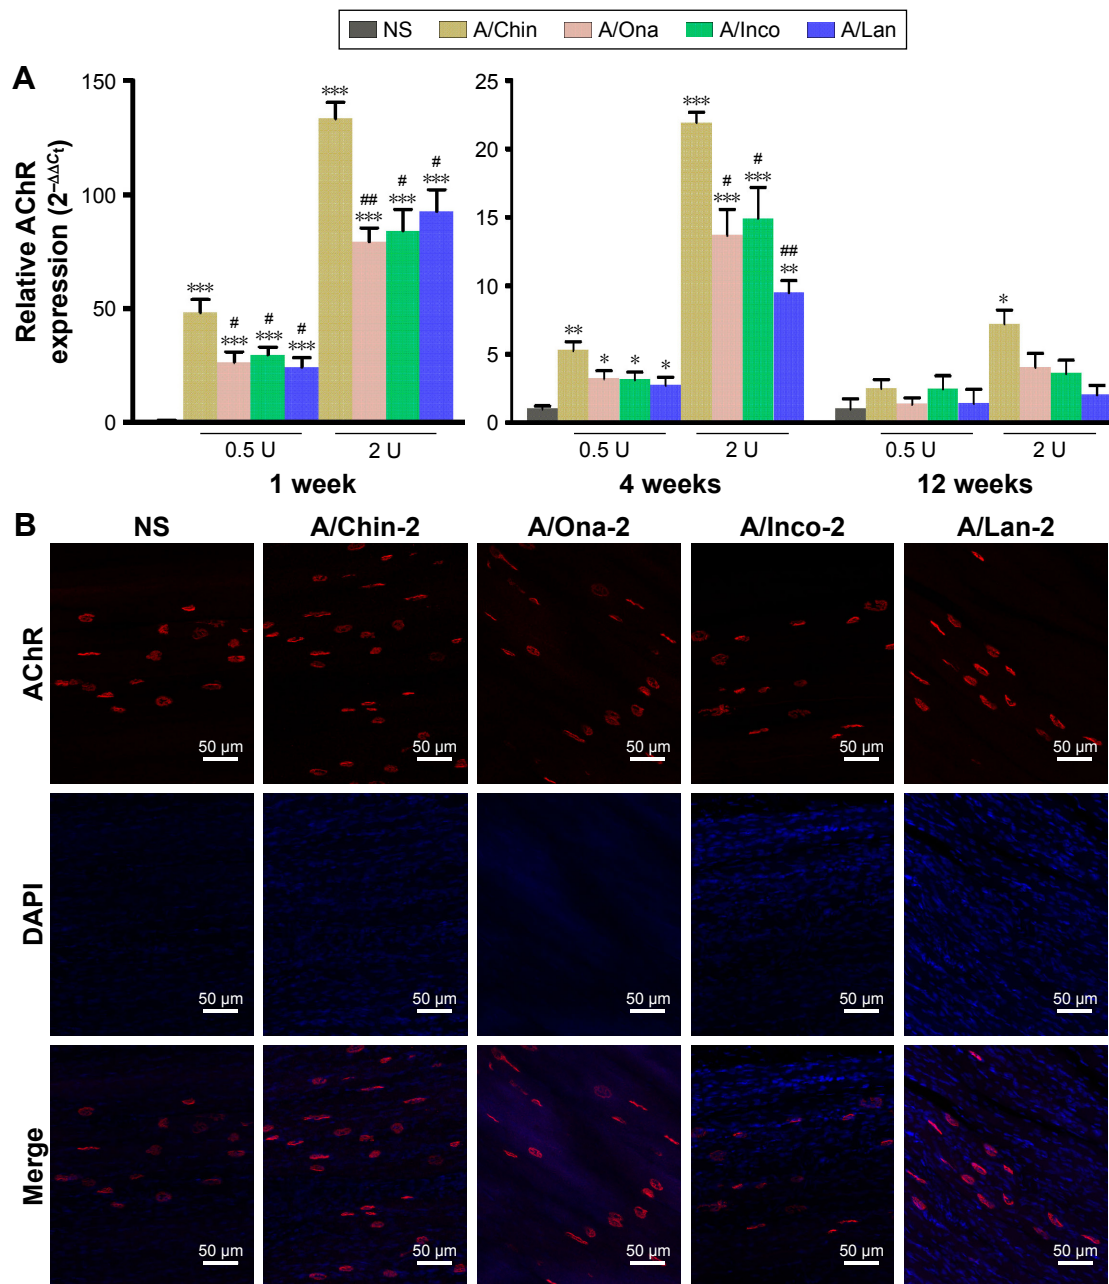 NS A/Chin A/Ona A/Inco A/Lan
A
Relative AChR
expression (2⁻ΔΔCt)
150
100
50
0
***
***
#
***
#
***
#
***
##
***
#
***
#
***
0.5 U 2 U
1 week
25
20
15
10
5
0
**
*
*
*
***
#
***
#
***
##
**
*
0.5 U 2 U 0.5 U 2 U
4 weeks 12 weeks
B
NS A/Chin-2 A/Ona-2 A/Inco-2 A/Lan-2
AChR
50 µm 50 µm 50 µm 50 µm 50 µm
DAPI
50 µm 50 µm 50 µm 50 µm 50 µm
Merge
50 µm 50 µm 50 µm 50 µm 50 µm